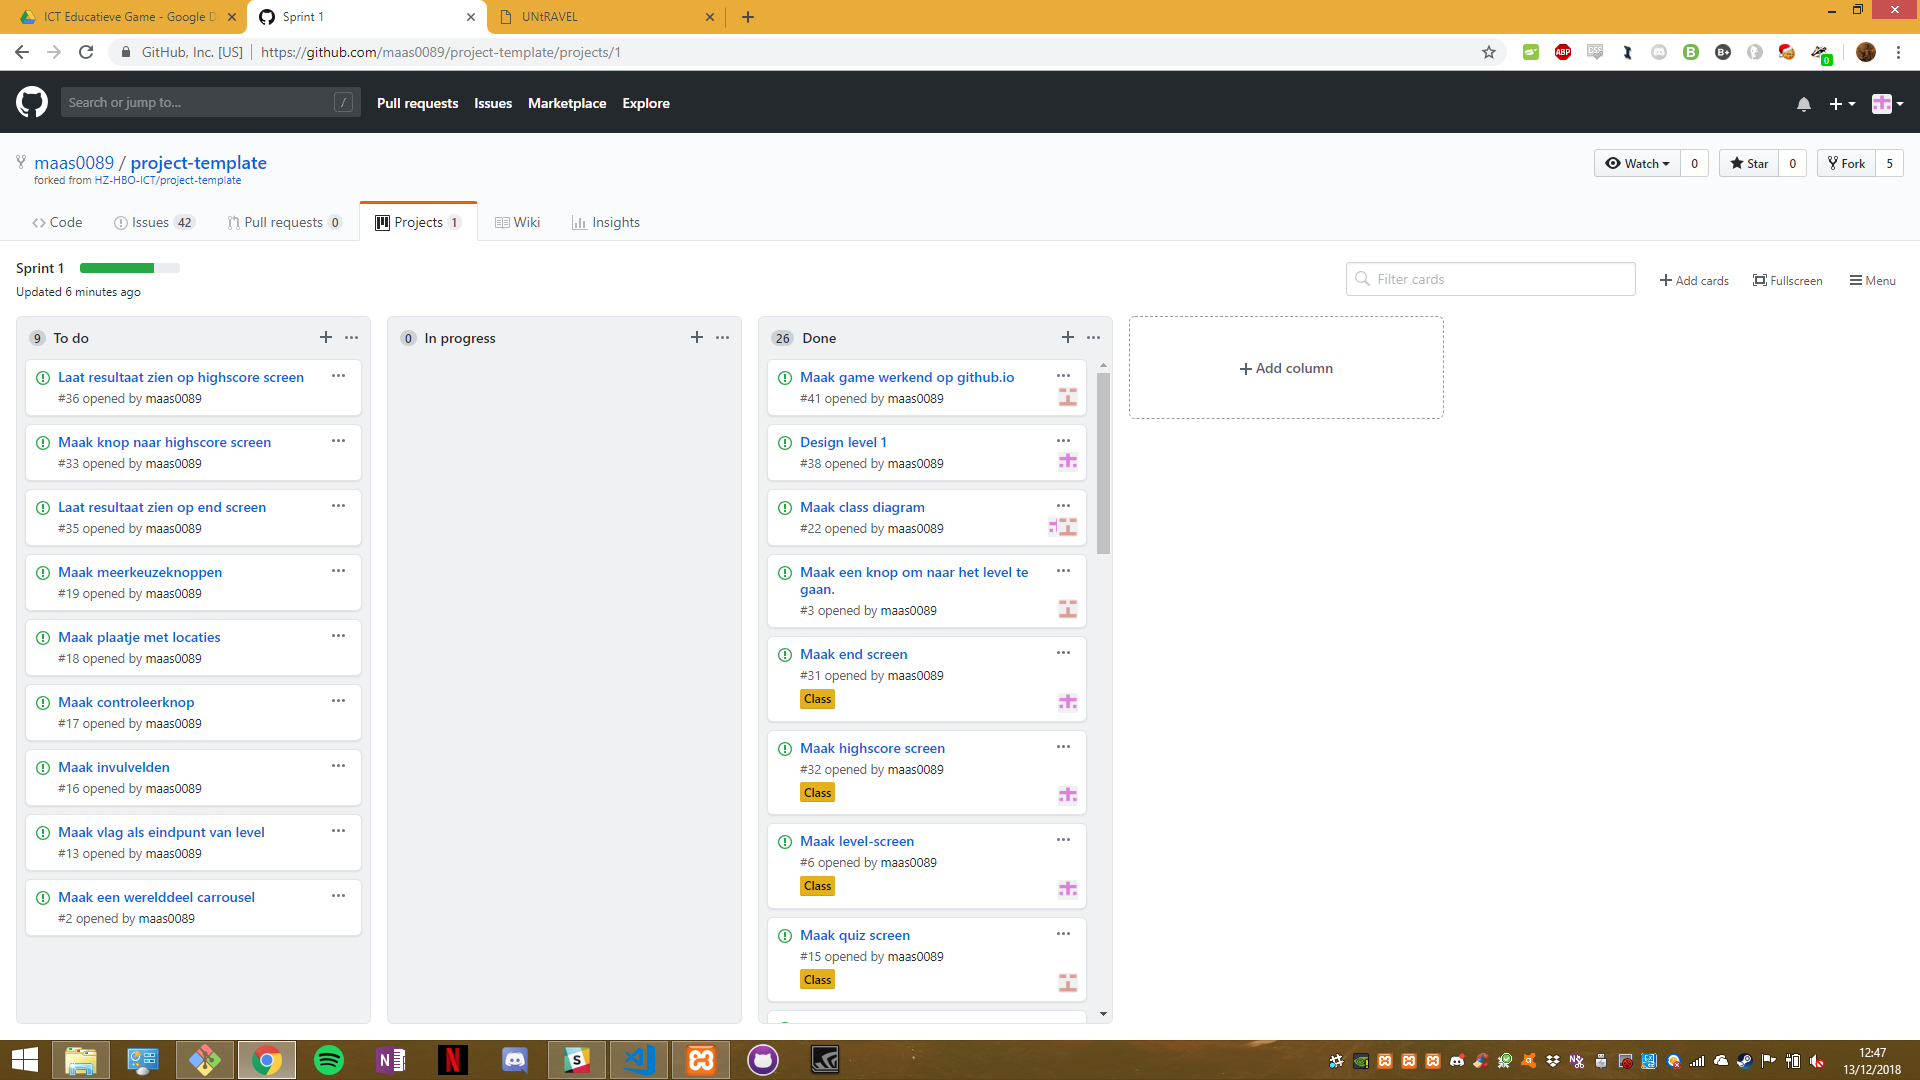 ICT Educatieve Game - Google D
Sprint 1
UNtRAVEL
GitHub, Inc. [US]
https://github.com/maas0089/project-template/projects/1
ABP
0
Search or jump to...
/
Pull requests
Issues
Marketplace
Explore
maas0089 / project-template
forked from HZ-HBO-ICT/project-template
Watch 0
Star 0
Fork 5
Code
Issues 42
Pull requests 0
Projects 1
Wiki
Insights
Sprint 1
Updated 6 minutes ago
Filter cards
Add cards
Fullscreen
Menu
9 To do
Laat resultaat zien op highscore screen
#36 opened by maas0089
Maak knop naar highscore screen
#33 opened by maas0089
Laat resultaat zien op end screen
#35 opened by maas0089
Maak meerkeuzeknoppen
#19 opened by maas0089
Maak plaatje met locaties
#18 opened by maas0089
Maak controleerknop
#17 opened by maas0089
Maak invulvelden
#16 opened by maas0089
Maak vlag als eindpunt van level
#13 opened by maas0089
Maak een werelddeel carrousel
#2 opened by maas0089
0 In progress
26 Done
Maak game werkend op github.io
#41 opened by maas0089
Design level 1
#38 opened by maas0089
Maak class diagram
#22 opened by maas0089
Maak een knop om naar het level te
gaan.
#3 opened by maas0089
Maak end screen
#31 opened by maas0089
Class
Maak highscore screen
#32 opened by maas0089
Class
Maak level-screen
#6 opened by maas0089
Class
Maak quiz screen
#15 opened by maas0089
Class
Add column
12:47
13/12/2018